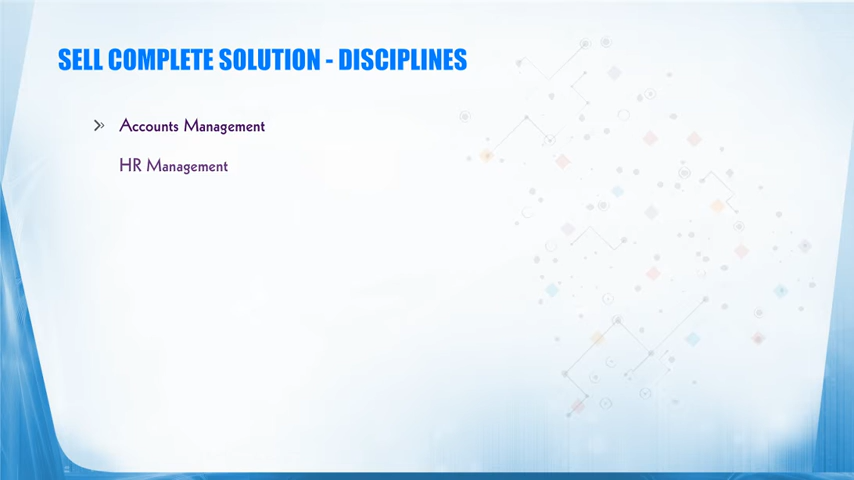 SELL COMPLETE SOLUTION - DISCIPLINES
Accounts Management
HR Management